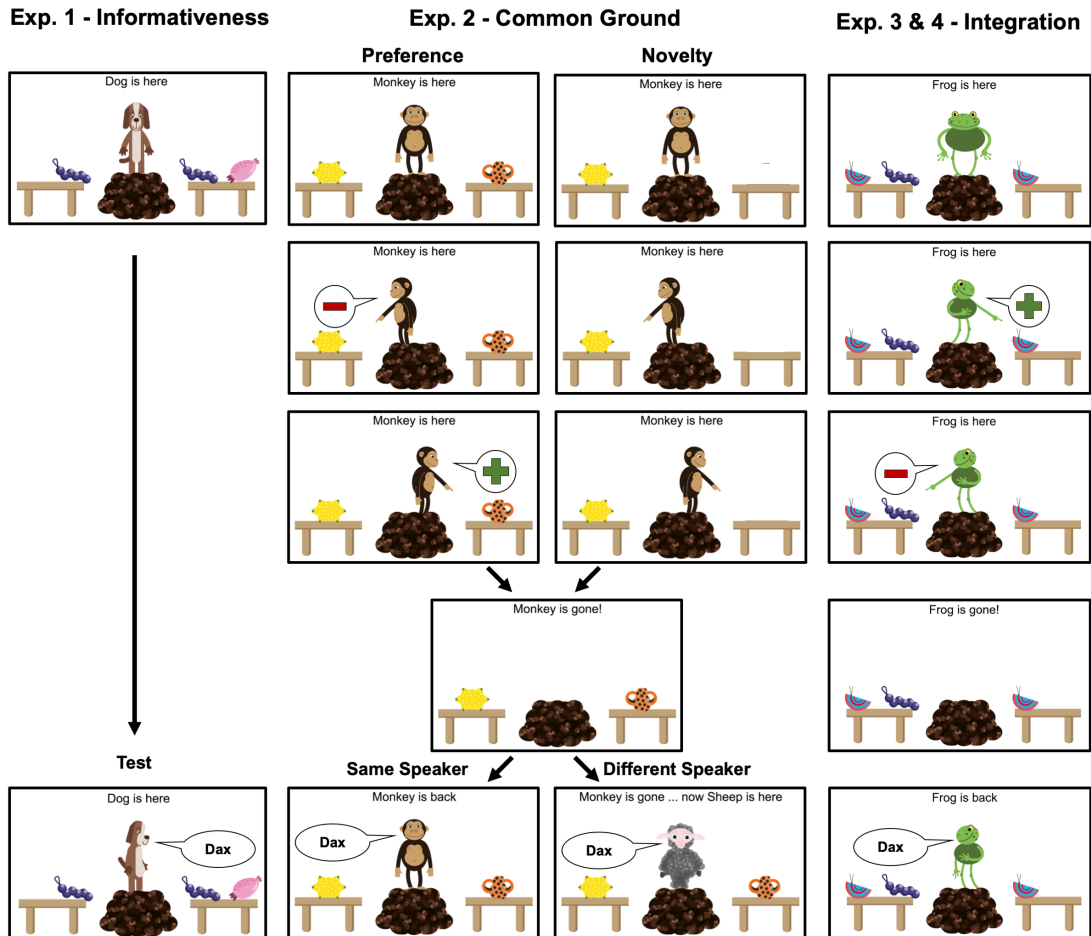 Exp. 1 - Informativeness
Exp. 2 - Common Ground
Exp. 3 & 4 - Integration
Preference
Novelty
Dog is here
Monkey is here
Monkey is here
Frog is here
Monkey is here
Monkey is here
Frog is here
Monkey is here
Monkey is here
Frog is here
Monkey is gone!
Frog is gone!
Test
Same Speaker
Different Speaker
Dog is here
Monkey is back
Monkey is gone ... now Sheep is here
Frog is back
Dax
Dax
Dax
Dax